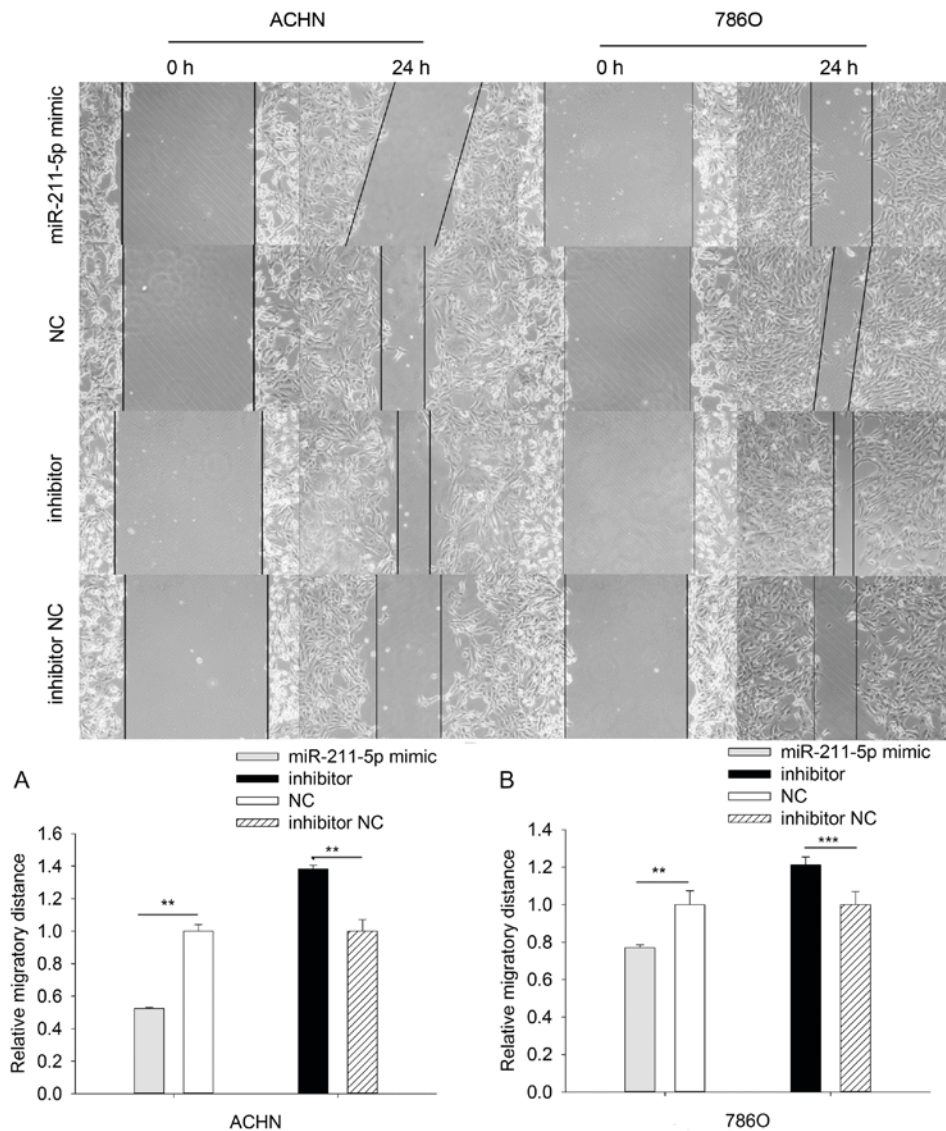 ACHN
786O
0 h
24 h
0 h
24 h
miR-211-5p mimic
NC
inhibitor
inhibitor NC
A
miR-211-5p mimic
inhibitor
NC
inhibitor NC
Relative migratory distance
1.6
1.4
1.2
1.0
0.8
0.6
0.4
0.2
0.0
**
**
ACHN
B
miR-211-5p mimic
inhibitor
NC
inhibitor NC
Relative migratory distance
1.4
1.2
1.0
0.8
0.6
0.4
0.2
0.0
**
***
786O